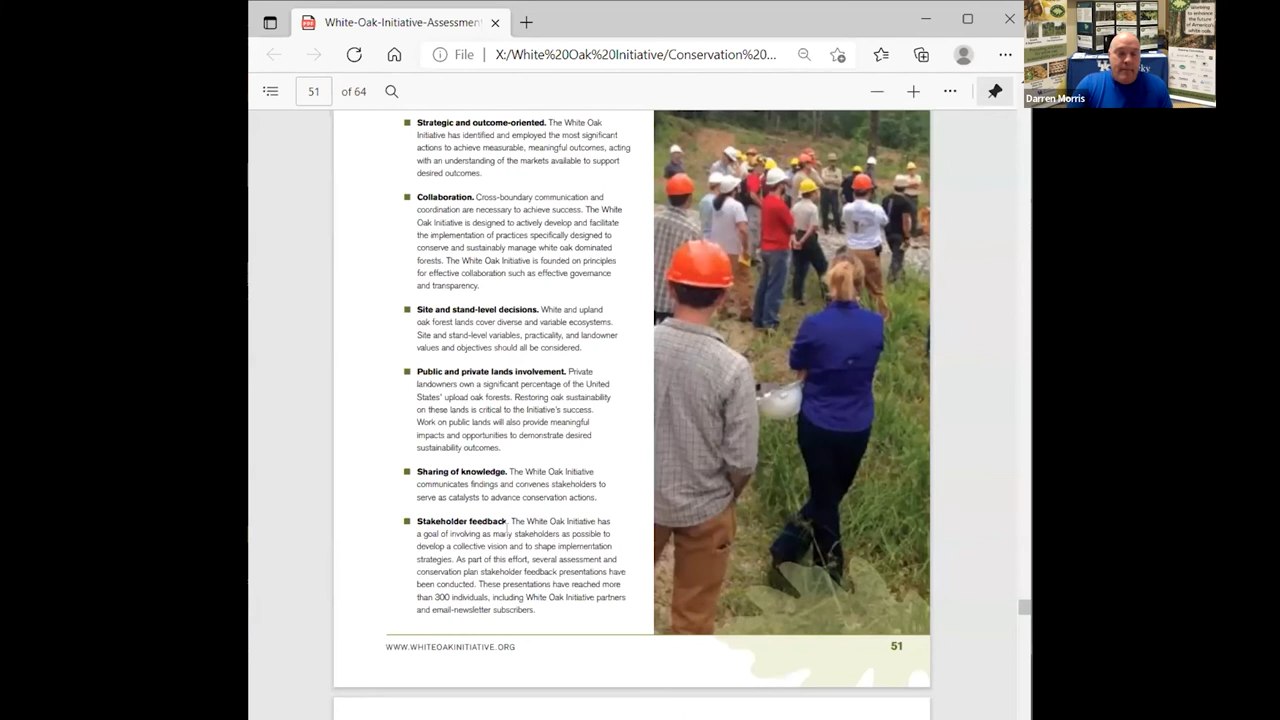 White-Oak-Initiative-Assessment
File
X:/White%20Oak%20Initiative/Conservation%20...
51
of 64
Darren Morris
Strategic and outcome-oriented. The White Oak
Initiative has identified and employed the most significant
actions to achieve measurable, meaningful outcomes, acting
with an understanding of the markets available to support
desired outcomes.
Collaboration. Cross-boundary communication and
coordination are necessary to achieve success. The White
Oak Initiative is designed to actively develop and facilitate
the implementation of practices specifically designed to
conserve and sustainably manage white oak dominated
forests. The White Oak Initiative is founded on principles
for effective collaboration such as effective governance
and transparency.
Site and stand-level decisions. White and upland
oak forest lands cover diverse and variable ecosystems.
Site and stand-level variables, practicality, and landowner
values and objectives should all be considered.
Public and private lands involvement. Private
landowners own a significant percentage of the United
States' upload oak forests. Restoring oak sustainability
on these lands is critical to the Initiative's success.
Work on public lands will also provide meaningful
impacts and opportunities to demonstrate desired
sustainability outcomes.
Sharing of knowledge. The White Oak Initiative
communicates findings and convenes stakeholders to
serve as catalysts to advance conservation actions.
Stakeholder feedback. The White Oak Initiative has
a goal of involving as many stakeholders as possible to
develop a collective vision and to shape implementation
strategies. As part of this effort, several assessment and
conservation plan stakeholder feedback presentations have
been conducted. These presentations have reached more
than 300 individuals, including White Oak Initiative partners
and email-newsletter subscribers.
WWW.WHITEOAKINITIATIVE.ORG
51
to enhance
the future
of America's
white oak.